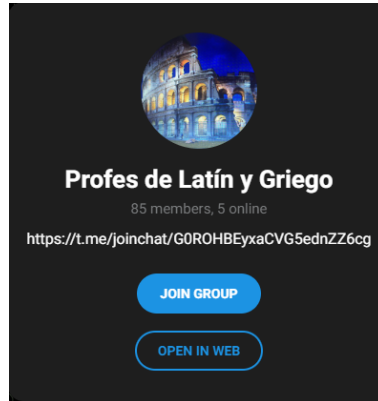 Profes de Latín y Griego
85 members, 5 online
https://t.me/joinchat/G0ROHBEyxaCVG5ednZZ6cg
JOIN GROUP
OPEN IN WEB